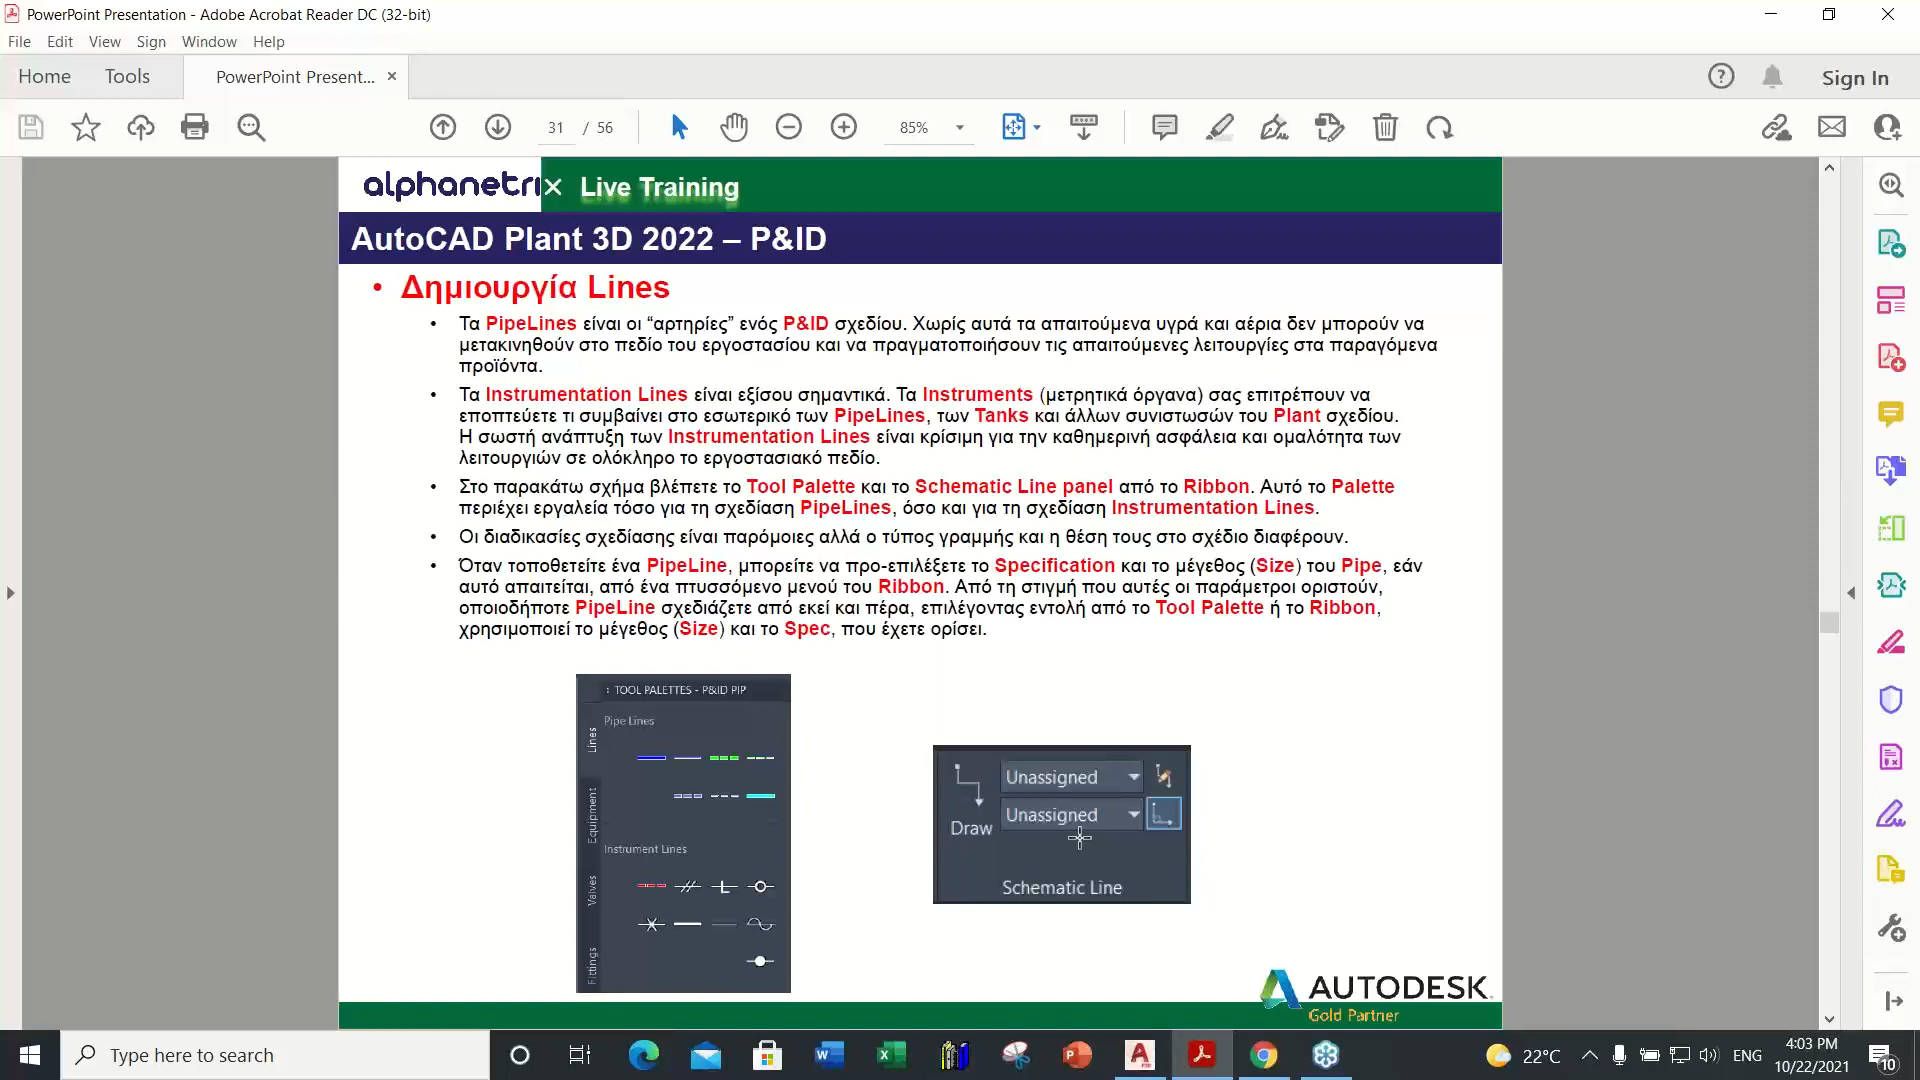 PowerPoint Presentation - Adobe Acrobat Reader DC (32-bit)
File Edit View Sign Window Help
Home Tools PowerPoint Present... Sign In
31 / 56 85%
alphanetri Live Training
AutoCAD Plant 3D 2022 – P&ID
• Δημιουργία Lines
• Τα PipeLines είναι οι “αρτηρίες” ενός P&ID σχεδίου. Χωρίς αυτά τα απαιτούμενα υγρά και αέρια δεν μπορούν να
μετακινηθούν στο πεδίο του εργοστασίου και να πραγματοποιήσουν τις απαιτούμενες λειτουργίες στα παραγόμενα
προϊόντα.
• Τα Instrumentation Lines είναι εξίσου σημαντικά. Τα Instruments (μετρητικά όργανα) σας επιτρέπουν να
εποπτεύετε τι συμβαίνει στο εσωτερικό των PipeLines, των Tanks και άλλων συνιστωσών του Plant σχεδίου.
Η σωστή ανάπτυξη των Instrumentation Lines είναι κρίσιμη για την καθημερινή ασφάλεια και ομαλότητα των
λειτουργιών σε ολόκληρο το εργοστασιακό πεδίο.
• Στο παρακάτω σχήμα βλέπετε το Tool Palette και το Schematic Line panel από το Ribbon. Αυτό το Palette
περιέχει εργαλεία τόσο για τη σχεδίαση PipeLines, όσο και για τη σχεδίαση Instrumentation Lines.
• Οι διαδικασίες σχεδίασης είναι παρόμοιες αλλά ο τύπος γραμμής και η θέση τους στο σχέδιο διαφέρουν.
• Όταν τοποθετείτε ένα PipeLine, μπορείτε να προ-επιλέξετε το Specification και το μέγεθος (Size) του Pipe, εάν
αυτό απαιτείται, από ένα πτυσσόμενο μενού του Ribbon. Από τη στιγμή που αυτές οι παράμετροι οριστούν,
οποιοδήποτε PipeLine σχεδιάζετε από εκεί και πέρα, επιλέγοντας εντολή από το Tool Palette ή το Ribbon,
χρησιμοποιεί το μέγεθος (Size) και το Spec, που έχετε ορίσει.
TOOL PALETTES - P&ID PIP
Pipe Lines
Lines
Equipment
Instrument Lines
Valves
Fittings
Unassigned
Unassigned
Draw
Schematic Line
AUTODESK
Gold Partner
Type here to search
22°C ENG
4:03 PM
10/22/2021
10